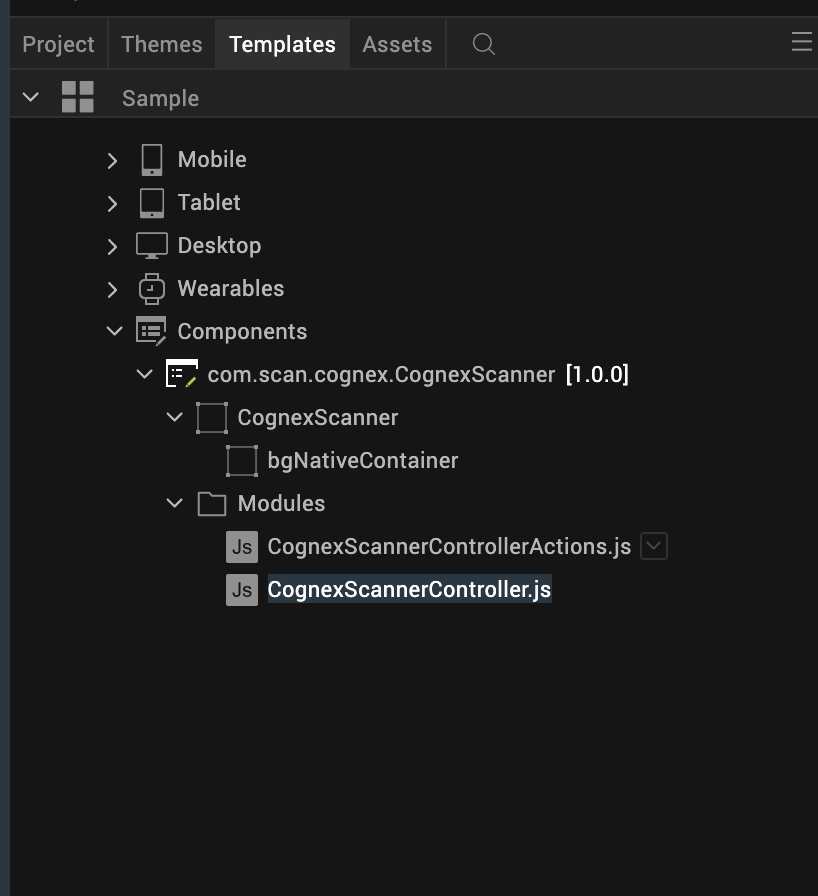 Project Themes Templates Assets
Sample
Mobile
Tablet
Desktop
Wearables
Components
com.scan.cognex.CognexScanner [1.0.0]
CognexScanner
bgNativeContainer
Modules
Js CognexScannerControllerActions.js
Js CognexScannerController.js